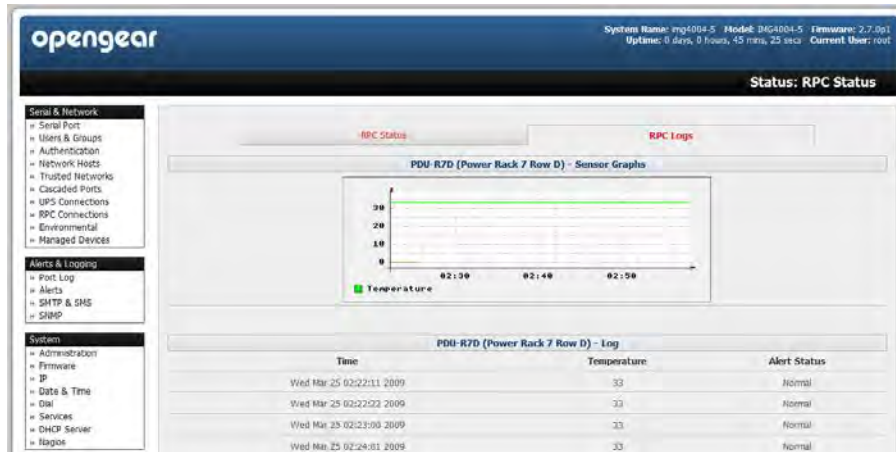 opengear
System Name: img4004-5 Model: IMG4004-5 Firmware: 2.7.0p1
Uptime: 0 days, 0 hours, 45 mins, 25 secs Current User: root
Status: RPC Status
Serial & Network
» Serial Port
» Users & Groups
» Authentication
» Network Hosts
» Trusted Networks
» Cascaded Ports
» UPS Connections
» RPC Connections
» Environmental
» Managed Devices
Alerts & Logging
» Port Log
» Alerts
» SMTP & SMS
» SNMP
System
» Administration
» Firmware
» IP
» Date & Time
» Dial
» Services
» DHCP Server
» Nagios
RPC Status
RPC Logs
PDU-R7D (Power Rack 7 Row D) - Sensor Graphs
30
20
10
0
02:30 02:40 02:50
Temperature
PDU-R7D (Power Rack 7 Row D) - Log
Time Temperature Alert Status
Wed Mar 25 02:22:11 2009 33 Normal
Wed Mar 25 02:22:22 2009 33 Normal
Wed Mar 25 02:23:00 2009 33 Normal
Wed Mar 25 02:24:01 2009 33 Normal